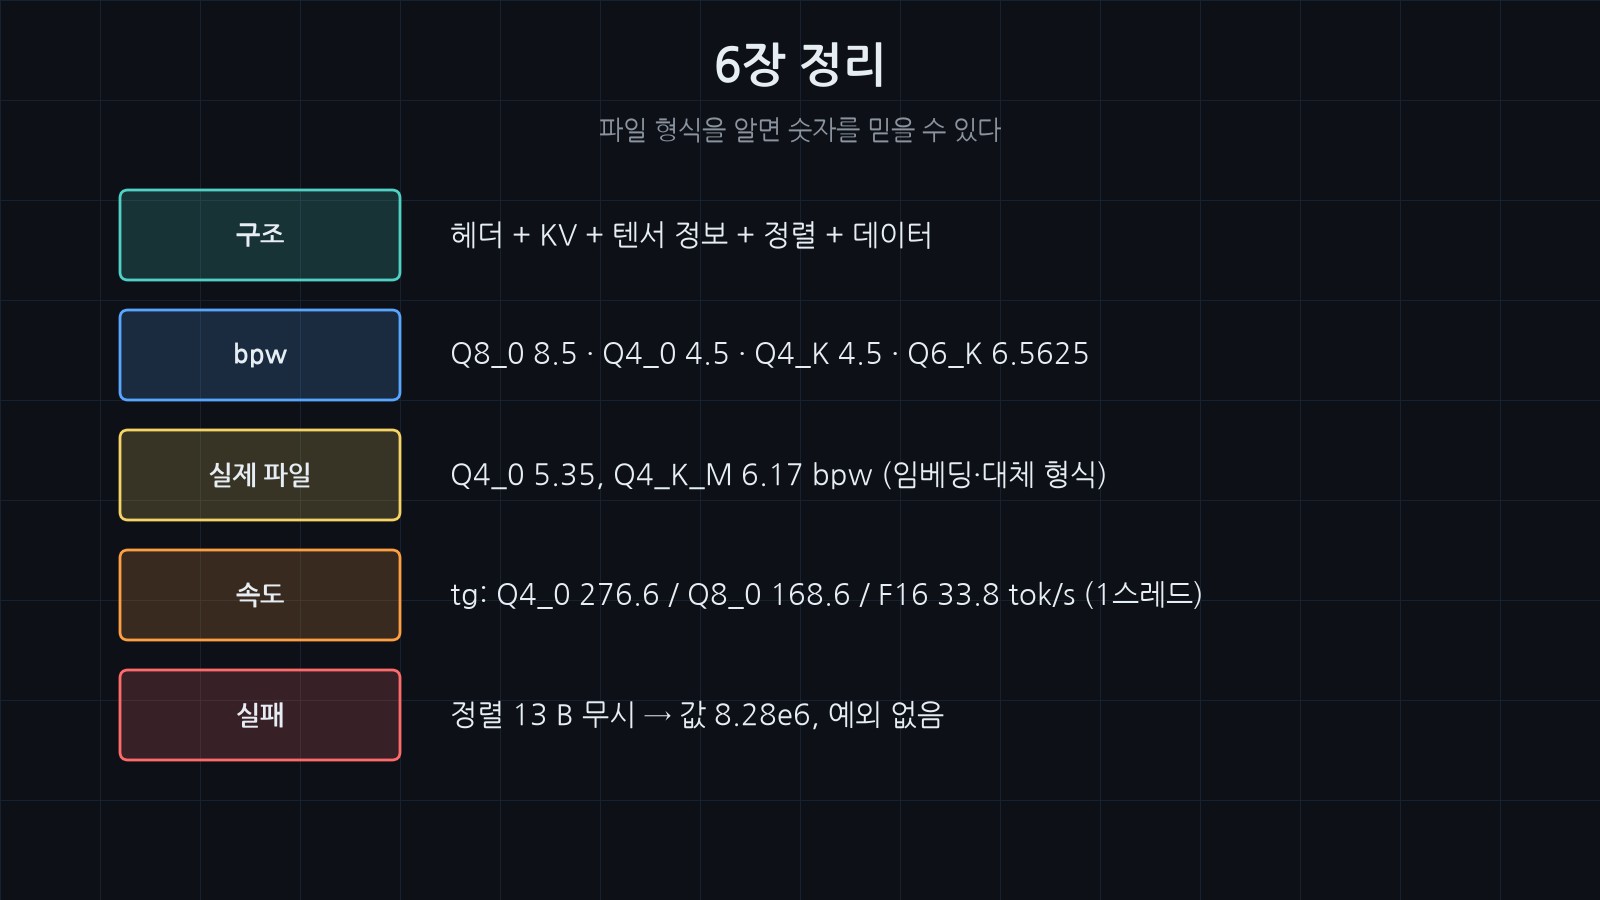 6장 정리
파일 형식을 알면 숫자를 믿을 수 있다
구조
헤더 + KV + 텐서 정보 + 정렬 + 데이터
bpw
Q8_0 8.5 · Q4_0 4.5 · Q4_K 4.5 · Q6_K 6.5625
실제 파일
Q4_0 5.35, Q4_K_M 6.17 bpw (임베딩·대체 형식)
속도
tg: Q4_0 276.6 / Q8_0 168.6 / F16 33.8 tok/s (1스레드)
실패
정렬 13 B 무시 → 값 8.28e6, 예외 없음